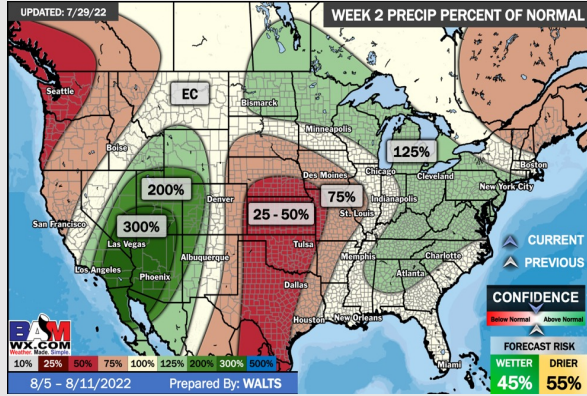 UPDATED: 7/29/22
WEEK 2 PRECIP PERCENT OF NORMAL
Seattle
EC
Bismarck
Minneapolis
Boise
125%
Boston
Chicago
Cleveland
New York City
Des Moines
200%
75%
Denver
Indianapolis
25 - 50%
St. Louis
San Francisco
300%
Las Vegas
Tulsa
CURRENT
Albuquerque
Memphis
Charlotte
PREVIOUS
Los Angeles
Phoenix
Atlanta
Dallas
CONFIDENCE
Houston
New Orleans
Below Normal
Above Normal
BAM
WX.COM
Weather. Made. Simple.
FORECAST RISK
Miami
WETTER
DRIER
10% 25% 50% 75% 100% 125% 200% 300% 500%
45%
55%
8/5 – 8/11/2022
Prepared By: WALTS